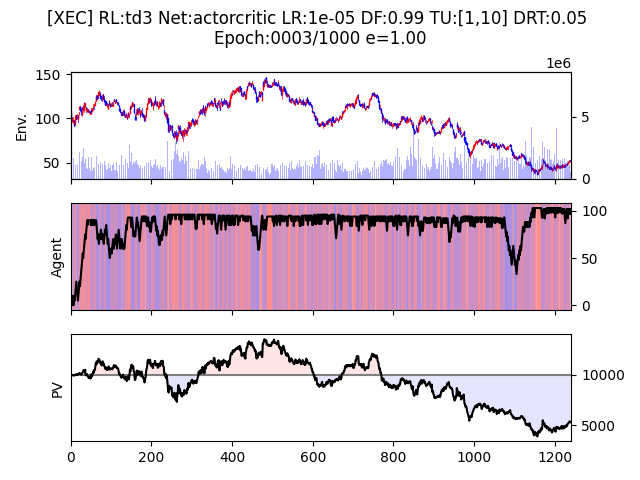 [XEC] RL:td3 Net:actorcritic LR:1e-05 DF:0.99 TU:[1,10] DRT:0.05
Epoch:0003/1000 e=1.00
1e6
150
100
50
Env.
5
0
Agent
100
50
0
PV
10000
5000
0 200 400 600 800 1000 1200